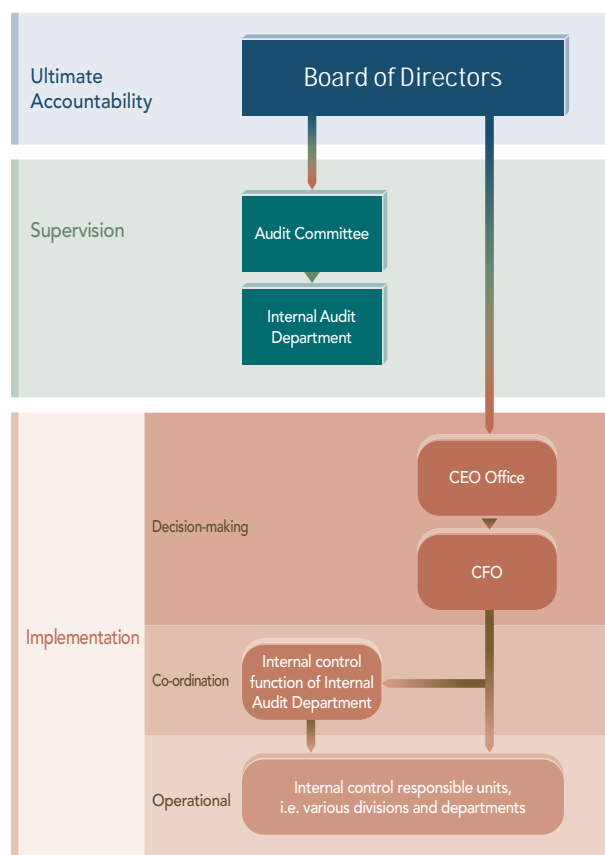 Ultimate
Accountability
Board of Directors
Supervision
Audit Committee
Internal Audit
Department
Implementation
Decision-making
CEO Office
CFO
Co-ordination
Internal control
function of Internal
Audit Department
Operational
Internal control responsible units,
i.e. various divisions and departments